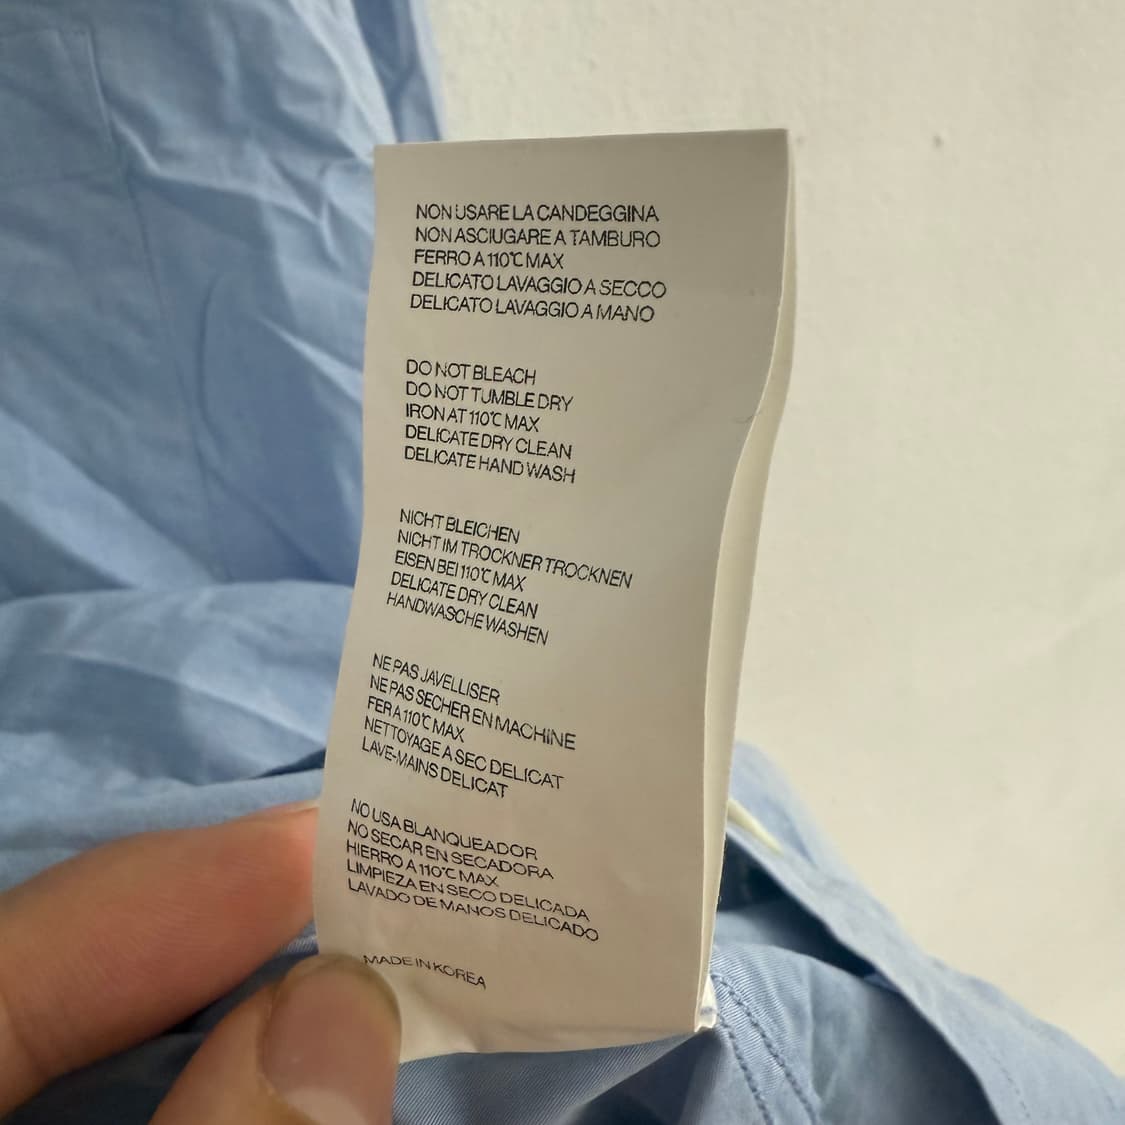 NON USARE LA CANDEGGINA
NON ASCIUGARE A TAMBURO
FERRO A 110°C MAX
DELICATO LAVAGGIO A SECCO
DELICATO LAVAGGIO A MANO
DO NOT BLEACH
DO NOT TUMBLE DRY
IRON AT 110°C MAX
DELICATE DRY CLEAN
DELICATE HAND WASH
NICHT BLEICHEN
NICHT IM TROCKNER TROCKNEN
EISEN BEI 110°C MAX
DELICATE DRY CLEAN
HANDWASCHE WASHEN
NE PAS JAVELLISER
NE PAS SECHER EN MACHINE
FER A 110°C MAX
NETTOYAGE A SEC DELICAT
LAVE-MAINS DELICAT
NO USA BLANQUEADOR
NO SECAR EN SECADORA
HIERRO A 110°C MAX
LIMPIEZA EN SECO DELICADA
LAVADO DE MANOS DELICADO
MADE IN KOREA